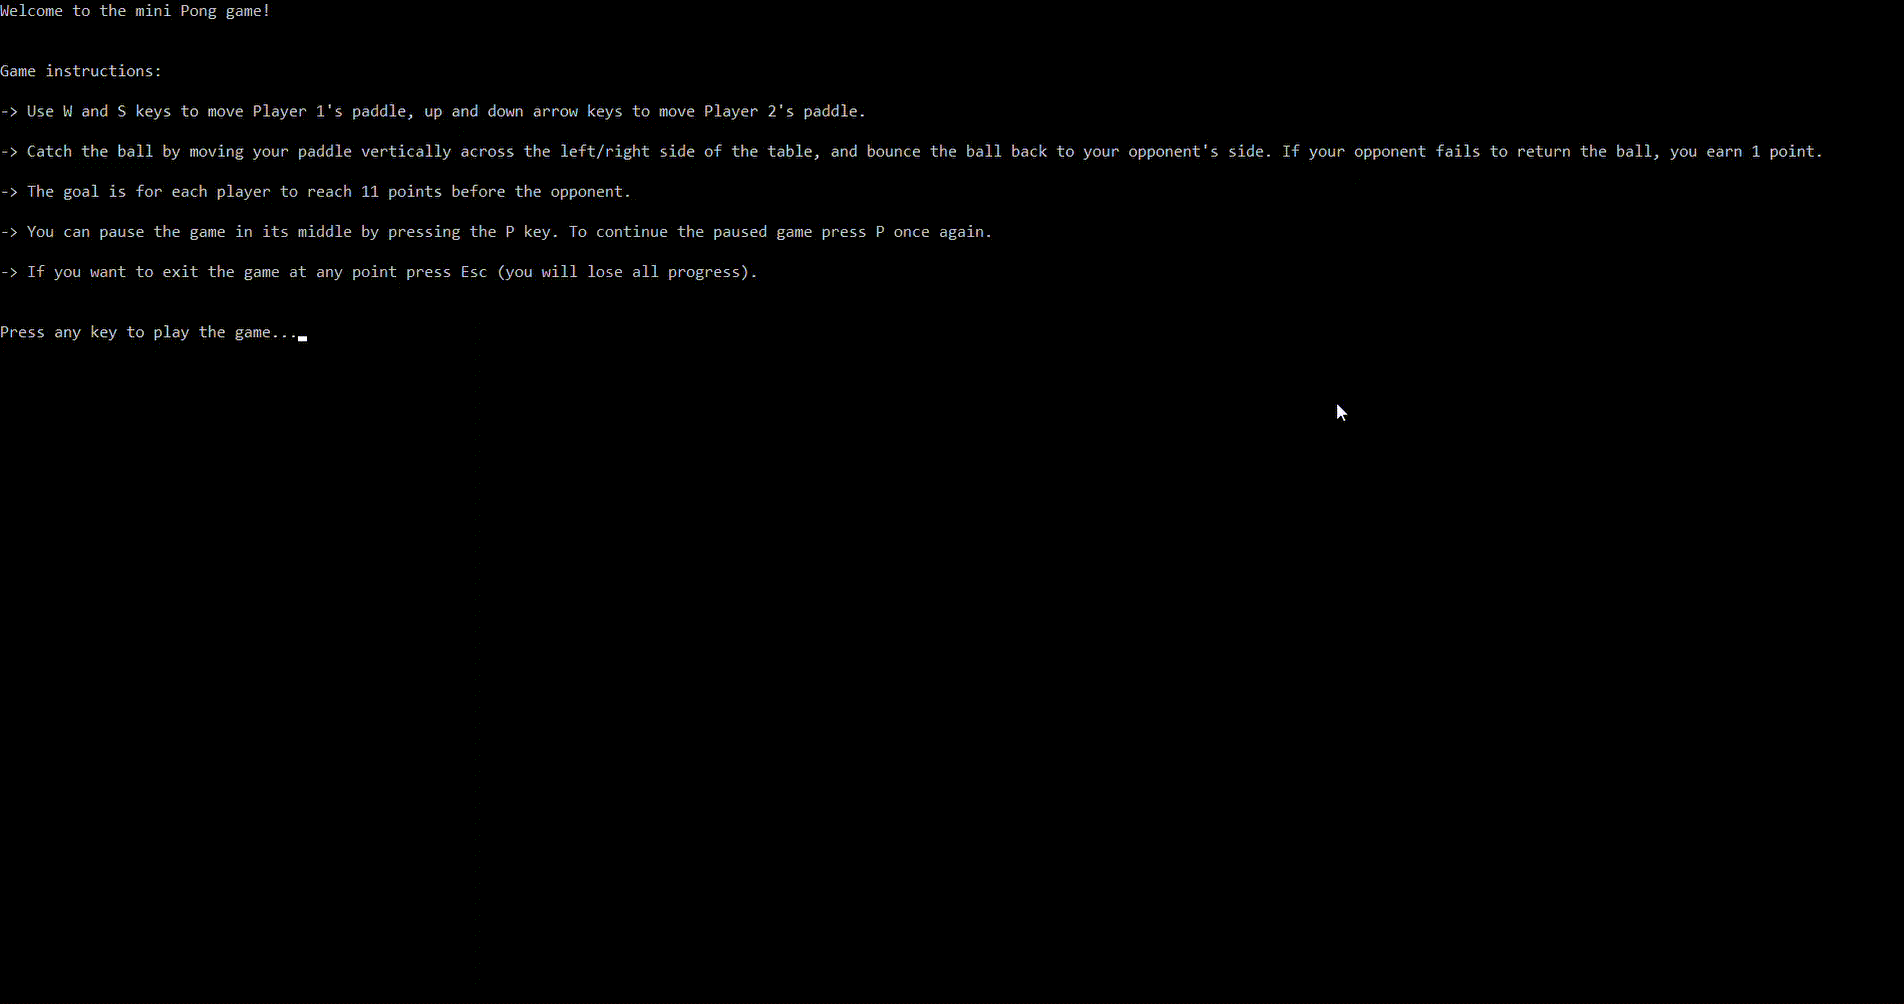 Welcome to the mini Pong game!
Game instructions:
-> Use W and S keys to move Player 1's paddle, up and down arrow keys to move Player 2's paddle.
-> Catch the ball by moving your paddle vertically across the left/right side of the table, and bounce the ball back to your opponent's side. If your opponent fails to return the ball, you earn 1 point.
-> The goal is for each player to reach 11 points before the opponent.
-> You can pause the game in its middle by pressing the P key. To continue the paused game press P once again.
-> If you want to exit the game at any point press Esc (you will lose all progress).
Press any key to play the game...